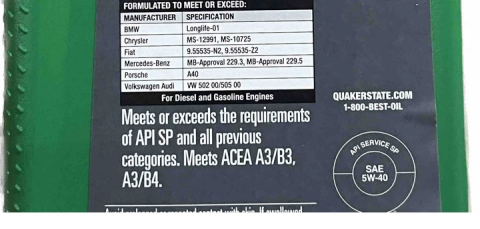 FORMULATED TO MEET OR EXCEED:
MANUFACTURER SPECIFICATION
BMW Longlife-01
Chrysler MS-12991, MS-10725
Fiat 9.55535-N2, 9.55535-Z2
Mercedes-Benz MB-Approval 229.3, MB-Approval 229.5
Porsche A40
Volkswagen Audi VW 502 00/505 00
For Diesel and Gasoline Engines
Meets or exceeds the requirements
of API SP and all previous
categories. Meets ACEA A3/B3,
A3/B4.
QUAKERSTATE.COM
1-800-BEST-OIL
API SERVICE SP
SAE
5W-40